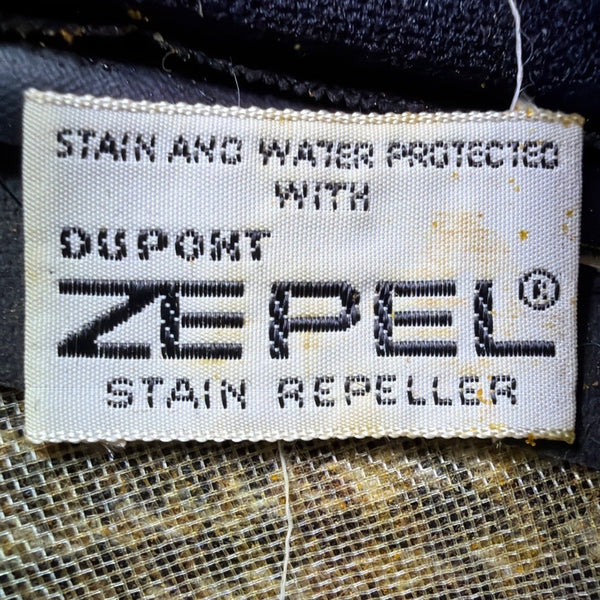 STAIN AND WATER PROTECTED
WITH
DUPONT
ZEPEL®
STAIN REPELLER